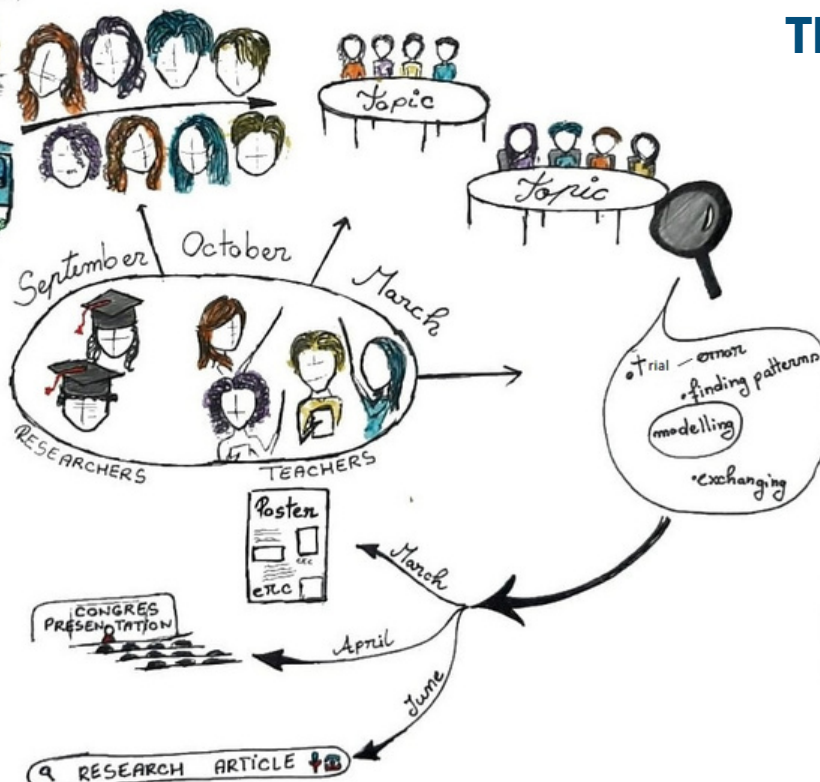 Th
Topic
Topic
September
October
March
RESEARCHERS
TEACHERS
• Trial – error
• finding patterns
modelling
• exchanging
Poster
erc
March
CONGRES
PRESENTATION
April
June
RESEARCH ARTICLE